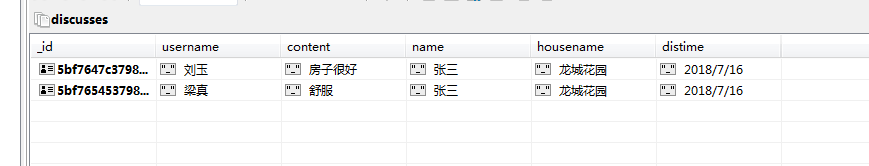 discusses
_id username content name housename distime
5bf7647c3798... 刘玉 房子很好 张三 龙城花园 2018/7/16
5bf765453798... 梁真 舒服 张三 龙城花园 2018/7/16